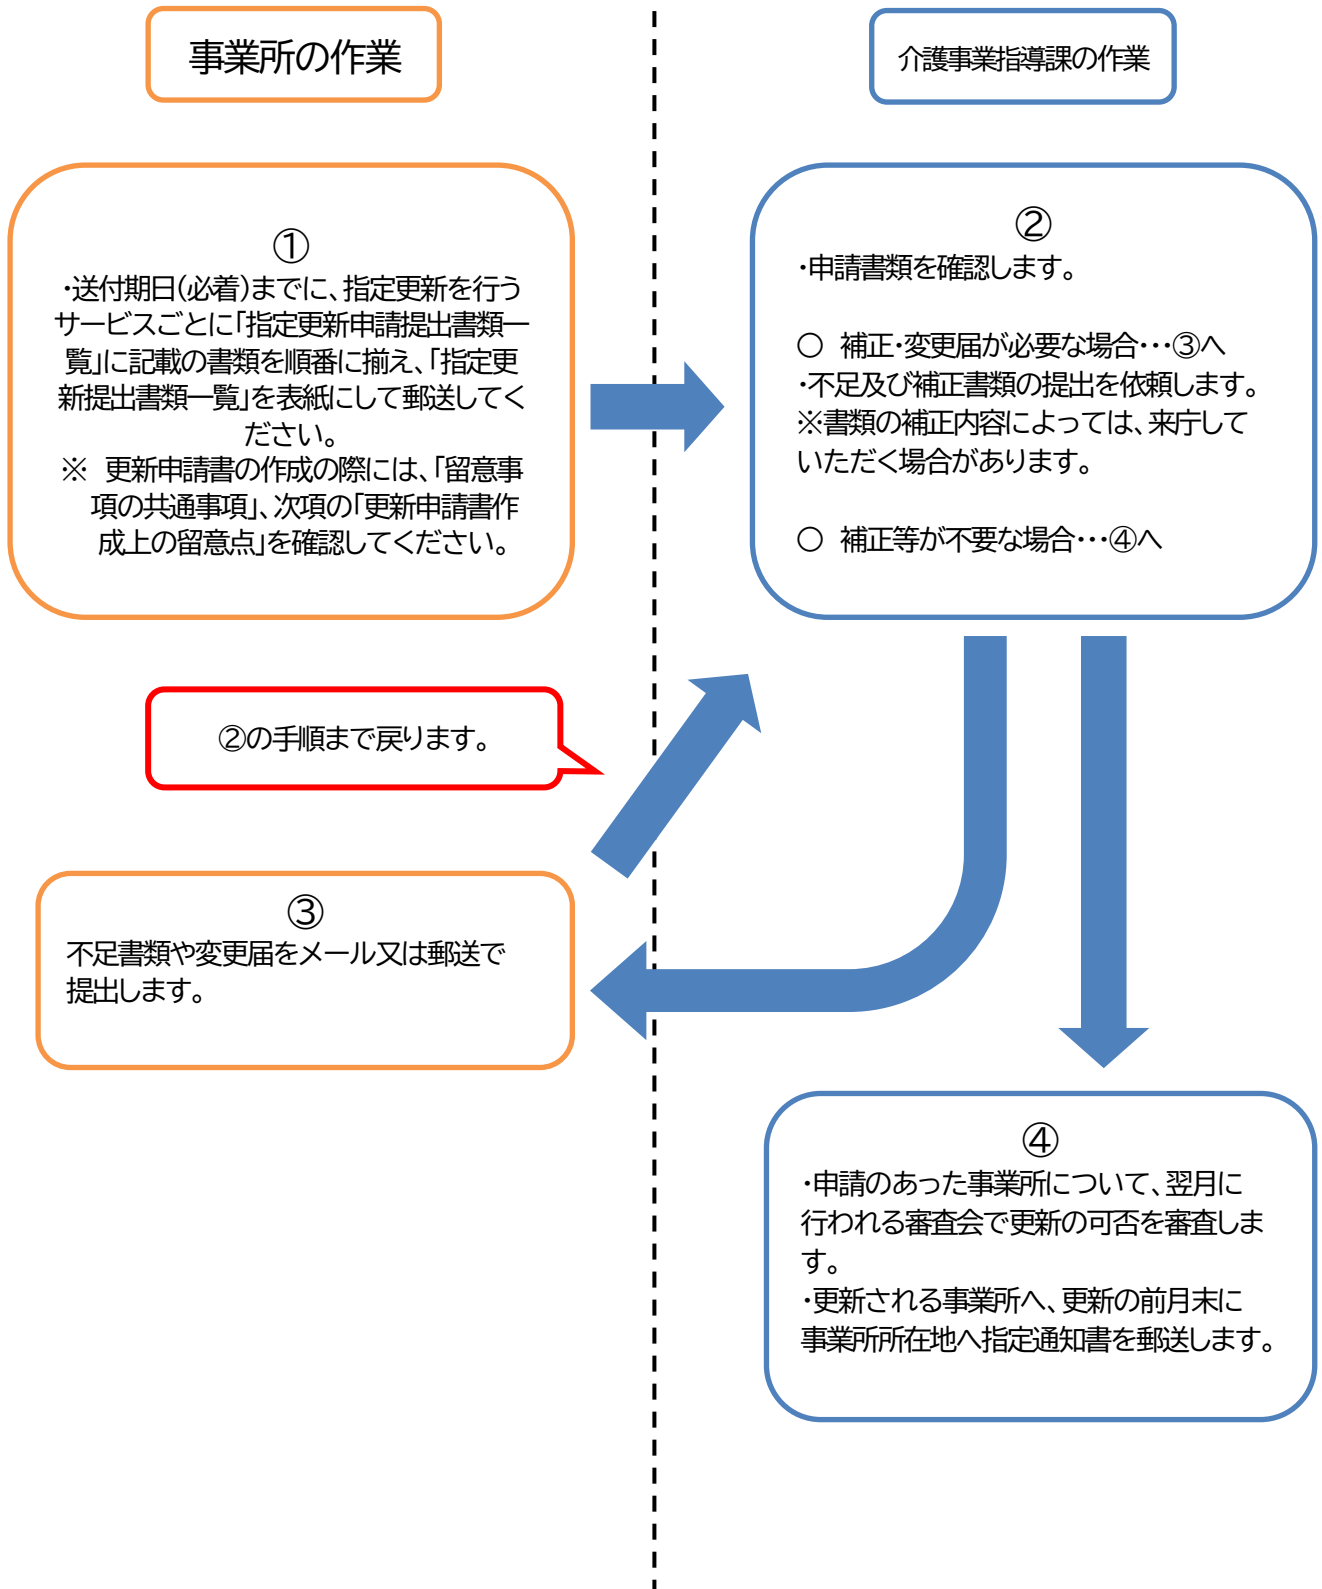 事業所の作業
介護事業指導課の作業
①
・送付期日(必着)までに、指定更新を行う
サービスごとに「指定更新申請提出書類一
覧」に記載の書類を順番に揃え、「指定更
新提出書類一覧」を表紙にして郵送してく
ださい。
※ 更新申請書の作成の際には、「留意事
項の共通事項」、次項の「更新申請書作
成上の留意点」を確認してください。
②
・申請書類を確認します。
○ 補正・変更届が必要な場合・・・③へ
・不足及び補正書類の提出を依頼します。
※書類の補正内容によっては、来庁して
いただく場合があります。
○ 補正等が不要な場合・・・④へ
②の手順まで戻ります。
③
不足書類や変更届をメール又は郵送で
提出します。
④
・申請のあった事業所について、翌月に
行われる審査会で更新の可否を審査しま
す。
・更新される事業所へ、更新の前月末に
事業所所在地へ指定通知書を郵送します。